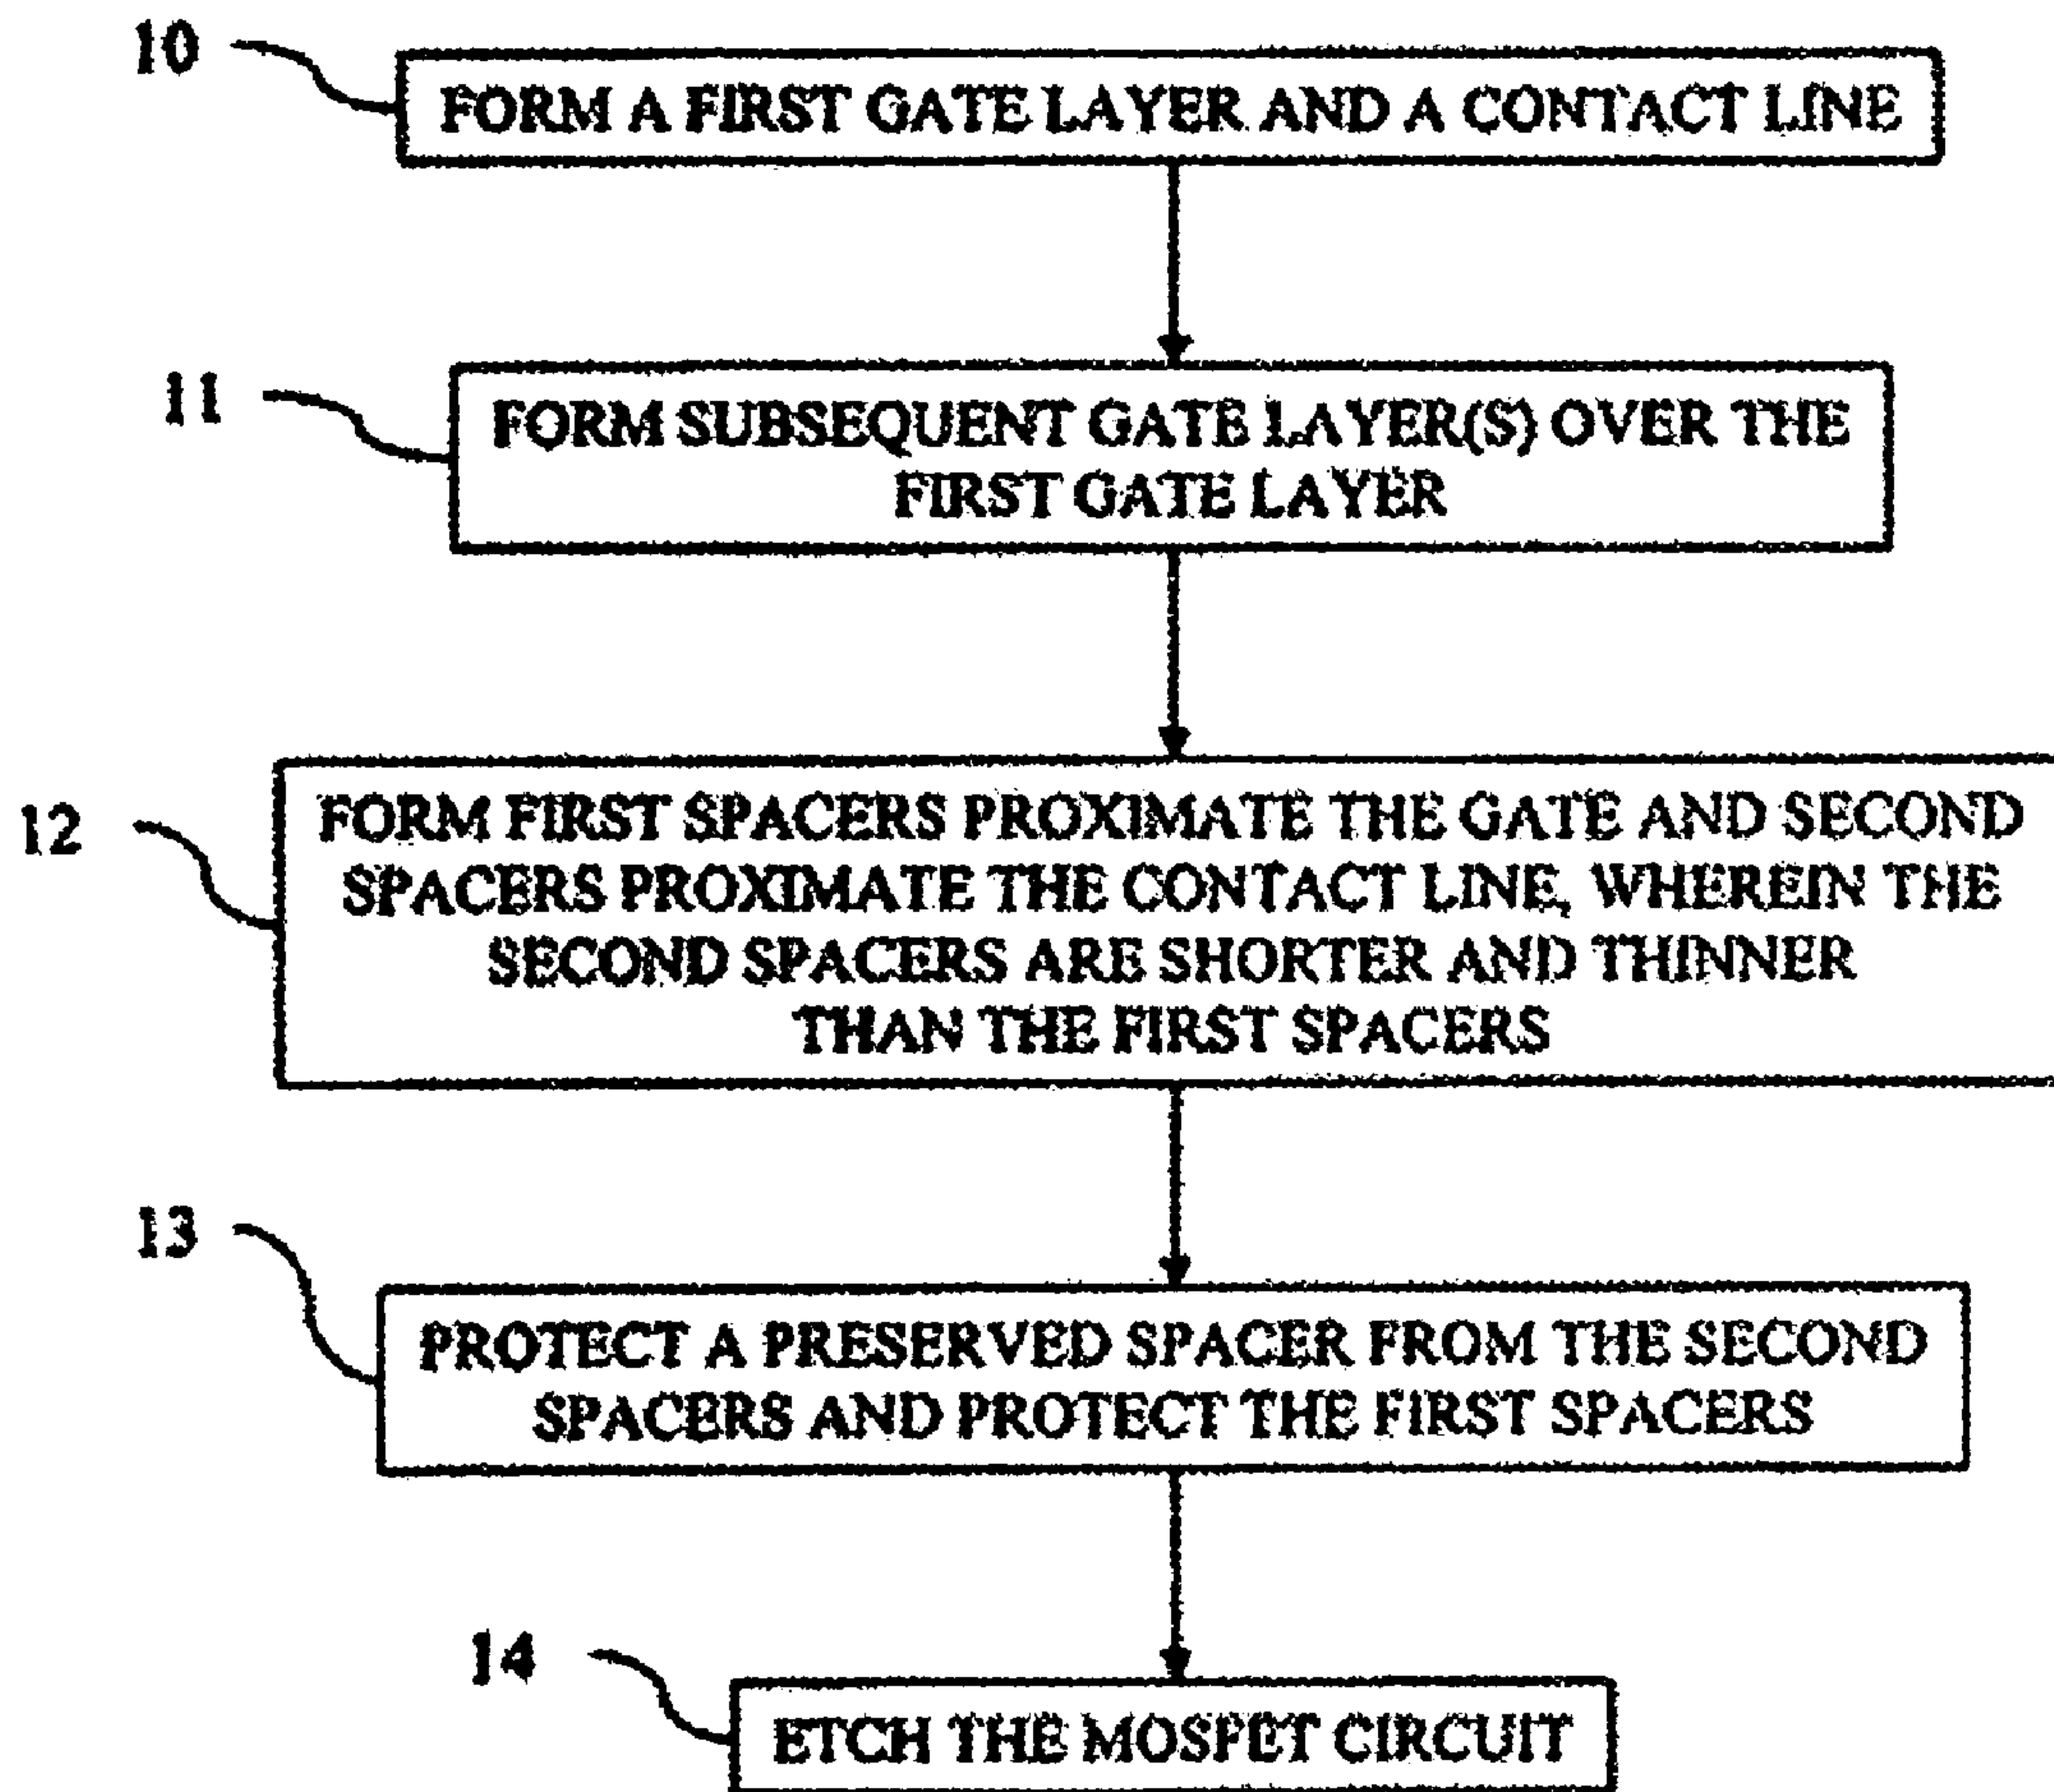 10
FORM A FIRST GATE LAYER AND A CONTACT LINE
11
FORM SUBSEQUENT GATE LAYER(S) OVER THE
FIRST GATE LAYER
12
FORM FIRST SPACERS PROXIMATE THE GATE AND SECOND
SPACERS PROXIMATE THE CONTACT LINE, WHEREIN THE
SECOND SPACERS ARE SHORTER AND THINNER
THAN THE FIRST SPACERS
13
PROTECT A PRESERVED SPACER FROM THE SECOND
SPACERS AND PROTECT THE FIRST SPACERS
14
ETCH THE MOSFET CIRCUIT